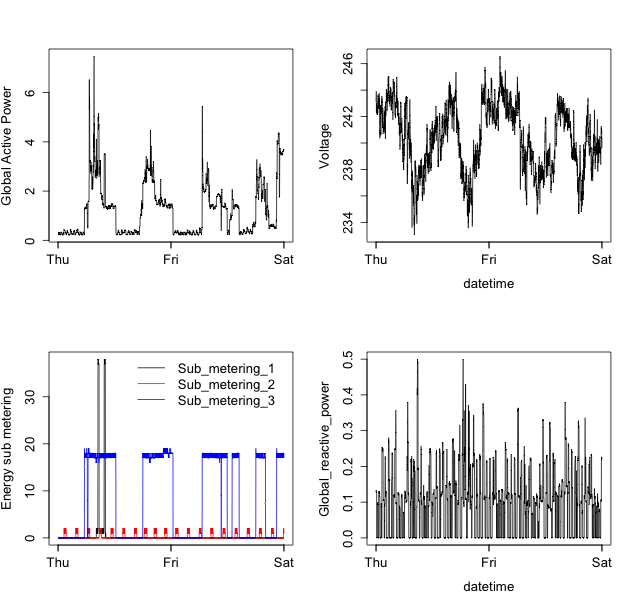 Global Active Power
6
4
2
0
Thu Fri Sat
Voltage
246
242
238
234
Thu Fri Sat
datetime
Energy sub metering
30
20
10
0
Sub_metering_1
Sub_metering_2
Sub_metering_3
Thu Fri Sat
Global_reactive_power
0.5
0.4
0.3
0.2
0.1
0.0
Thu Fri Sat
datetime